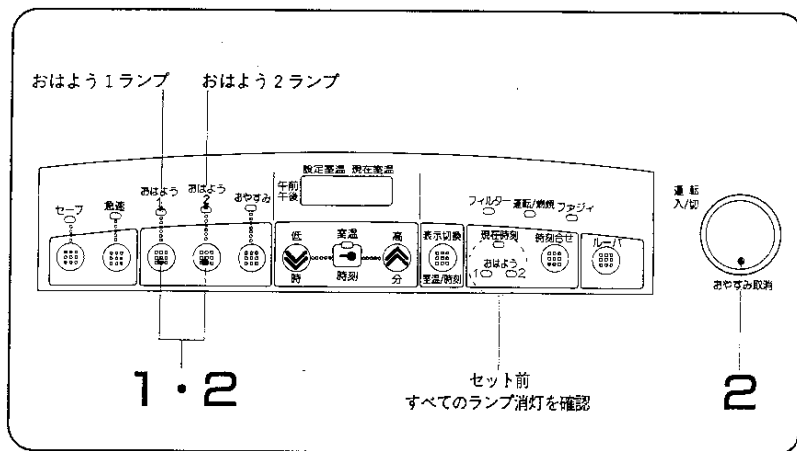 おはよう1ランプ おはよう2ランプ
設定室温 現在室温
午前
午後
セーブ 急速 おはよう1 おはよう2 おやすみ
フィルター 運転/燃焼 ファジィ
運転
入/切
低 室温 高 表示切換 現在時刻 時刻合せ ルーバ
おはよう
1 2
時 時刻 分 室温/時刻
おやすみ取消
1・2
セット前
すべてのランプ消灯を確認
2